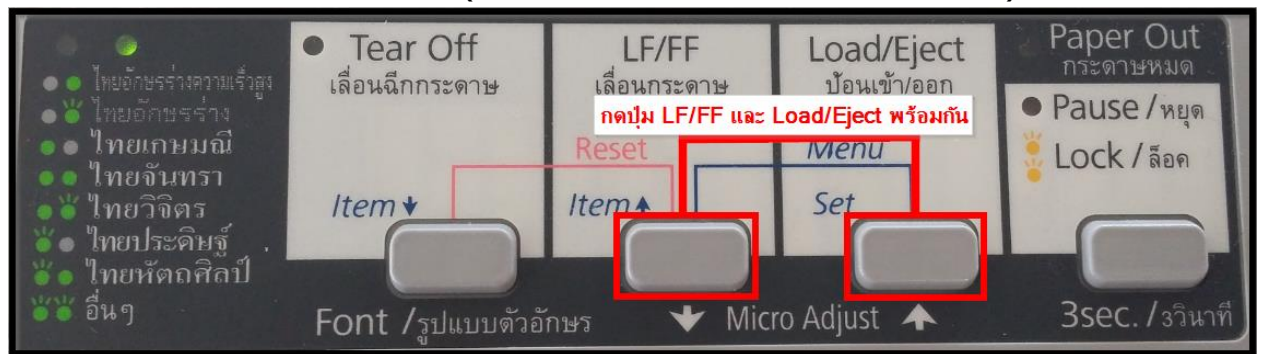 ไทยอักษรร่างความเร็วสูง
ไทยอักษรร่าง
ไทยเกษมณี
ไทยจันทรา
ไทยวิจิตร
ไทยประดิษฐ์
ไทยหัตถศิลป์
อื่นๆ
Tear Off
เลื่อนฉีกกระดาษ
LF/FF
เลื่อนกระดาษ
Load/Eject
ป้อนเข้า/ออก
Paper Out
กระดาษหมด
Pause / หยุด
Lock / ล็อค
กดปุ่ม LF/FF และ Load/Eject พร้อมกัน
Reset
Menu
Item
Item
Set
Font / รูปแบบตัวอักษร
Micro Adjust
3sec. / 3วินาที